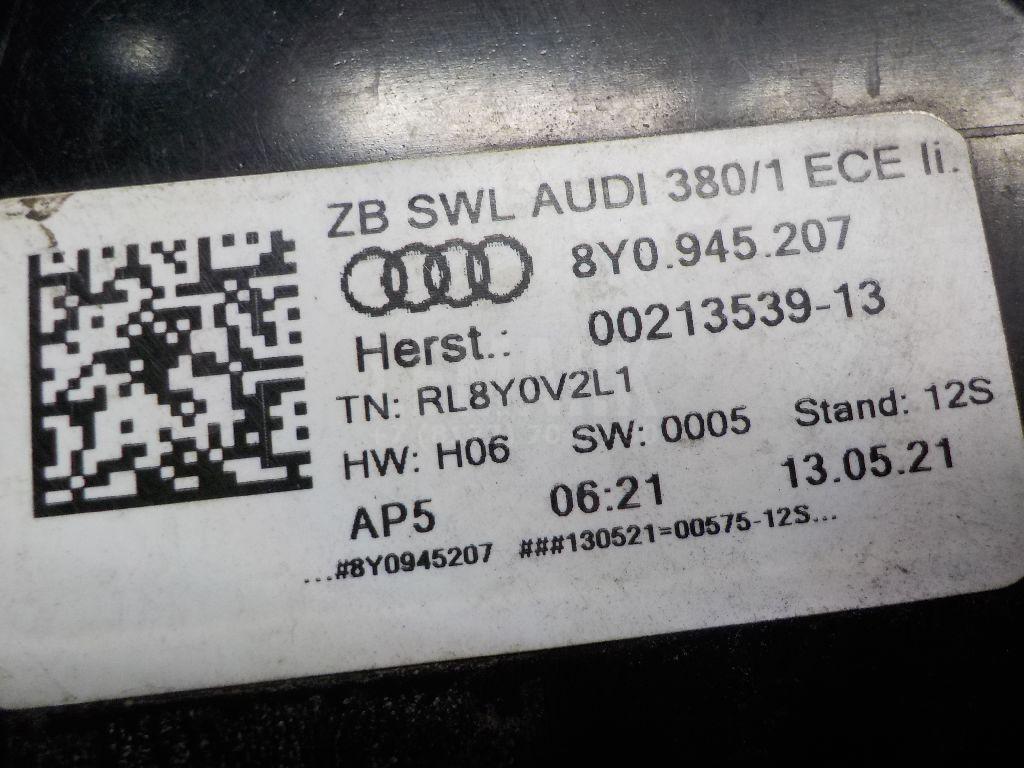 ZB SWL AUDI 380/1 ECE li.
8Y0.945.207
Herst.: 00213539-13
TN: RL8Y0V2L1
HW: H06 SW: 0005 Stand: 12S
AP5 06:21 13.05.21
...#8Y0945207 ###130521=00575-12S...